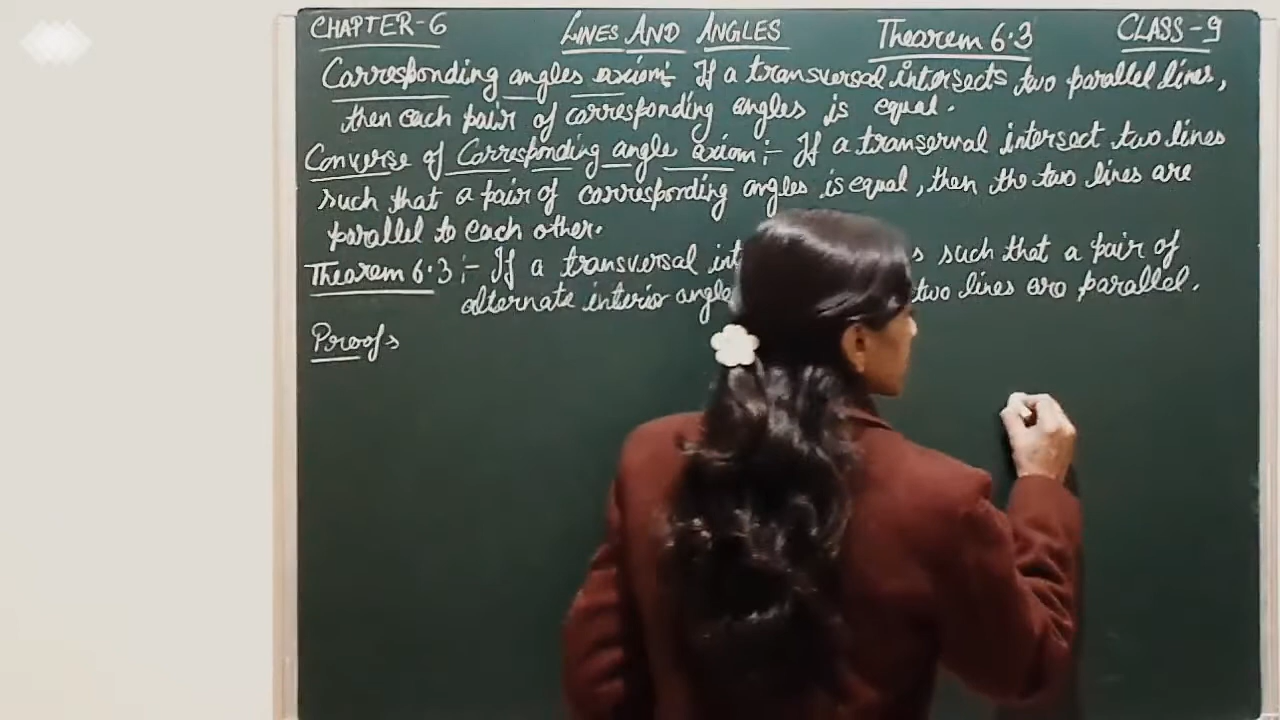 CHAPTER-6 LINES AND ANGLES Theorem 6.3 CLASS-9
Corresponding angles axiom:- If a transversal intersects two parallel lines,
then each pair of corresponding angles is equal.
Converse of Corresponding angle axiom:- If a transerval intersect two lines
such that a pair of corresponding angles is equal, then the two lines are
parallel to each other.
Theorem 6.3:- If a transversal int s such that a pair of
alternate interior angle two lines are parallel.
Proof: